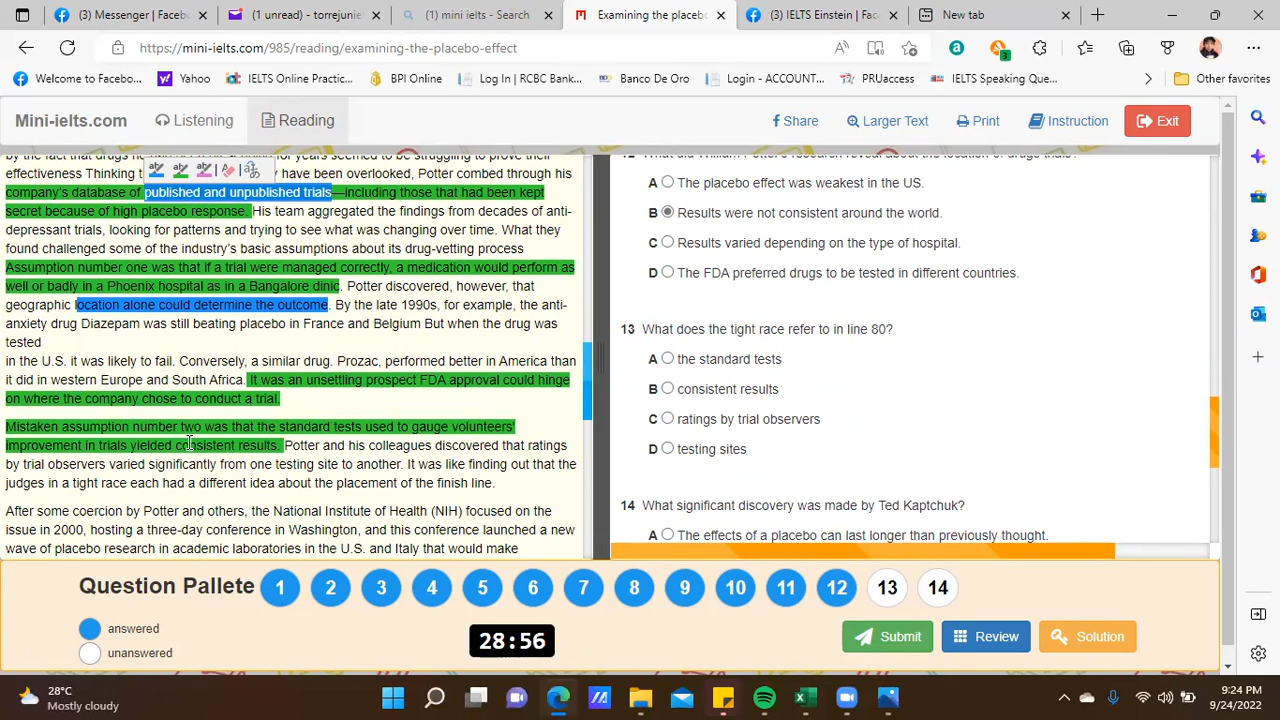 (3) Messenger | Faceb
(1 unread) - torrejunie
(1) mini ielts - Search
Examining the placebo
(3) IELTS Einstein | Fac
New tab
https://mini-ielts.com/985/reading/examining-the-placebo-effect
Welcome to Facebo...
Yahoo
IELTS Online Practic...
BPI Online
Log In | RCBC Bank...
Banco De Oro
Login - ACCOUNT...
PRUaccess
IELTS Speaking Que...
Other favorites
Mini-ielts.com
Listening
Reading
Share
Larger Text
Print
Instruction
Exit
effectiveness Thinking t
y have been overlooked, Potter combed through his
company's database of published and unpublished trials—including those that had been kept
secret because of high placebo response. His team aggregated the findings from decades of anti-
depressant trials, looking for patterns and trying to see what was changing over time. What they
found challenged some of the industry's basic assumptions about its drug-vetting process
Assumption number one was that if a trial were managed correctly, a medication would perform as
well or badly in a Phoenix hospital as in a Bangalore dinic. Potter discovered, however, that
geographic location alone could determine the outcome. By the late 1990s, for example, the anti-
anxiety drug Diazepam was still beating placebo in France and Belgium But when the drug was
tested
in the U.S. it was likely to fail. Conversely, a similar drug. Prozac, performed better in America than
it did in western Europe and South Africa. It was an unsettling prospect FDA approval could hinge
on where the company chose to conduct a trial.
Mistaken assumption number two was that the standard tests used to gauge volunteers'
improvement in trials yielded consistent results. Potter and his colleagues discovered that ratings
by trial observers varied significantly from one testing site to another. It was like finding out that the
judges in a tight race each had a different idea about the placement of the finish line.
After some coercion by Potter and others, the National Institute of Health (NIH) focused on the
issue in 2000, hosting a three-day conference in Washington, and this conference launched a new
wave of placebo research in academic laboratories in the U.S. and Italy that would make
A The placebo effect was weakest in the US.
B Results were not consistent around the world.
C Results varied depending on the type of hospital.
D The FDA preferred drugs to be tested in different countries.
13 What does the tight race refer to in line 80?
A the standard tests
B consistent results
C ratings by trial observers
D testing sites
14 What significant discovery was made by Ted Kaptchuk?
A The effects of a placebo can last longer than previously thought.
Question Pallete
1 2 3 4 5 6 7 8 9 10 11 12 13 14
answered
unanswered
28:56
Submit
Review
Solution
3
28°C
Mostly cloudy
9:24 PM
9/24/2022